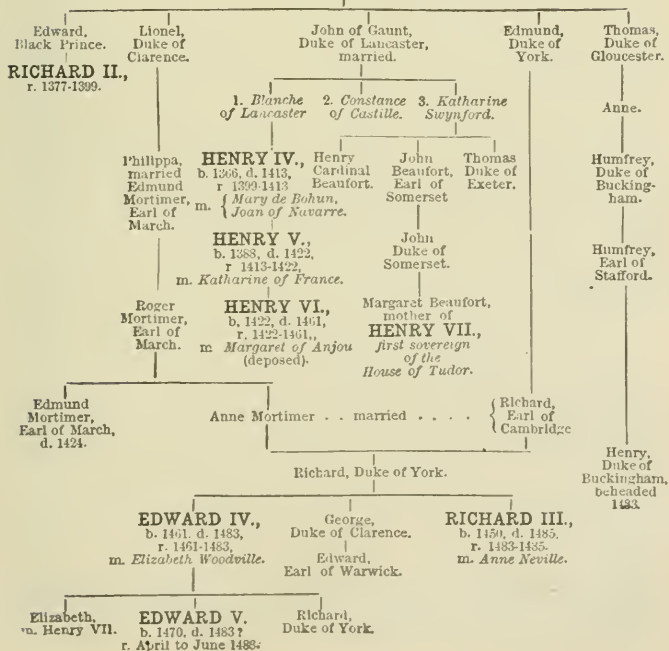 Edward,
Black Prince.
RICHARD II.,
r. 1377-1399.
Lionel,
Duke of
Clarence.
John of Gaunt,
Duke of Lancaster,
married.
Edmund,
Duke of
York.
Thomas,
Duke of
Gloucester.
1. Blanche
of Lancaster
2. Constance
of Castille.
3. Katharine
Swynford.
Anne.
Philippa,
married
Edmund
Mortimer,
Earl of
March.
HENRY IV.,
b. 1366, d. 1413,
r. 1399-1413
m. { Mary de Bohun,
Joan of Navarre.
Henry
Cardinal
Beaufort.
John
Beaufort,
Earl of
Somerset
Thomas
Duke of
Exeter.
Humfrey,
Duke of
Bucking-
ham.
HENRY V.,
b. 1388, d. 1422,
r 1413-1422,
m. Katharine of France.
John
Duke of
Somerset.
Humfrey,
Earl of
Stafford.
Roger
Mortimer,
Earl of
March.
HENRY VI.,
b, 1422, d. 1461,
r. 1422-1461,,
m Margaret of Anjou
(deposed).
Margaret Beaufort,
mother of
HENRY VII.,
first sovereign
of the
House of Tudor.
Edmund
Mortimer,
Earl of March,
d. 1424.
Anne Mortimer . . married . . . . { Richard,
Earl of
Cambridge
Henry,
Duke of
Buckingham,
beheaded
1483.
Richard, Duke of York.
EDWARD IV.,
b. 1461. d. 1483,
r. 1461-1483,
m. Elizabeth Woodville.
George,
Duke of Clarence.
Edward,
Earl of Warwick.
RICHARD III.,
b. 1450, d. 1485,
r. 1483-1485.
m. Anne Neville.
Elizabeth,
m. Henry VII.
EDWARD V.
b. 1470, d. 1483?
r. April to June 1483.
Richard,
Duke of York.